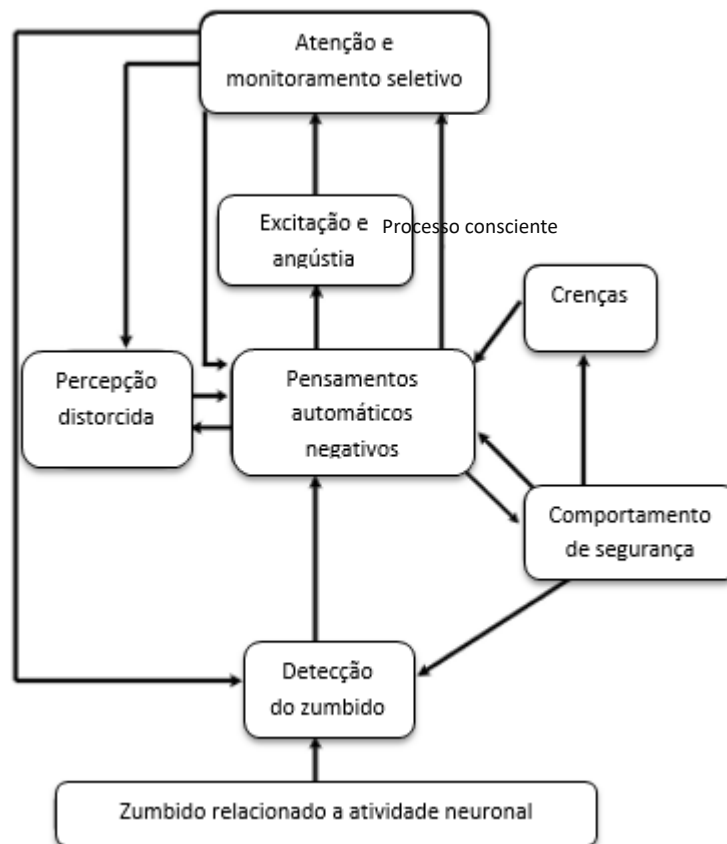 Atenção e
monitoramento seletivo
Excitação e
angústia
Processo consciente
Crenças
Percepção
distorcida
Pensamentos
automáticos
negativos
Comportamento
de segurança
Detecção
do zumbido
Zumbido relacionado a atividade neuronal